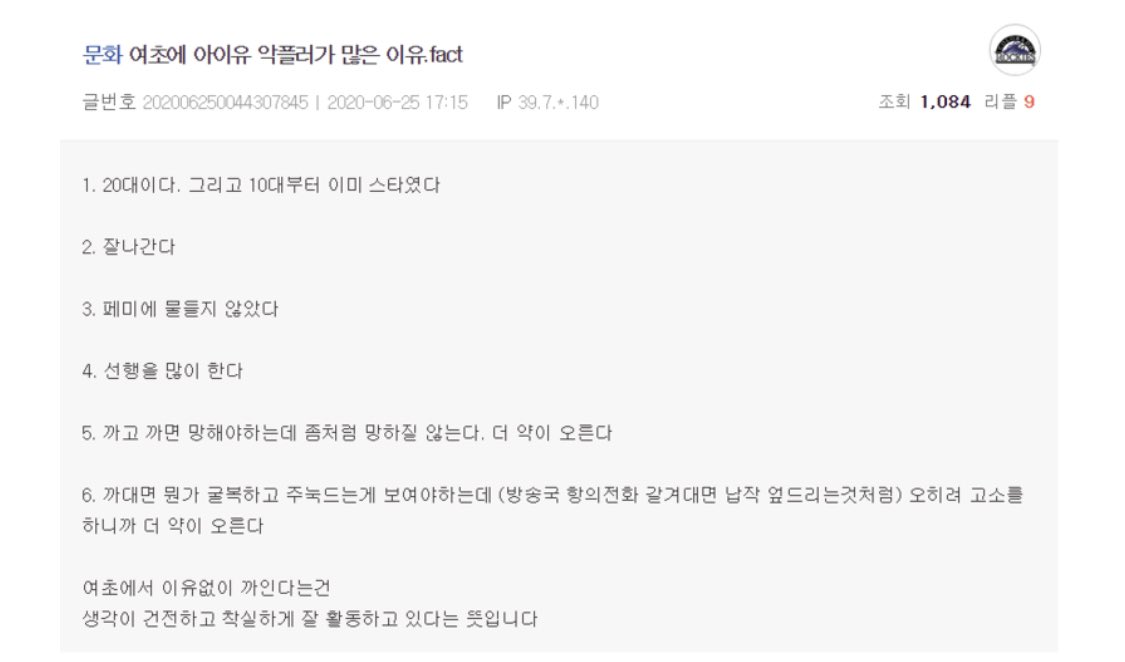 문화 여초에 아이유 악플러가 많은 이유.fact
ROCKIES
글번호 202006250044307845 | 2020-06-25 17:15 IP 39.7.*.140
조회 1,084 리플 9
1. 20대이다. 그리고 10대부터 이미 스타였다
2. 잘나간다
3. 페미에 물들지 않았다
4. 선행을 많이 한다
5. 까고 까면 망해야하는데 좀처럼 망하질 않는다. 더 약이 오른다
6. 까대면 뭔가 굴복하고 주눅드는게 보여야하는데 (방송국 항의전화 갈겨대면 납작 엎드리는것처럼) 오히려 고소를
하니까 더 약이 오른다
여초에서 이유없이 까인다는건
생각이 건전하고 착실하게 잘 활동하고 있다는 뜻입니다